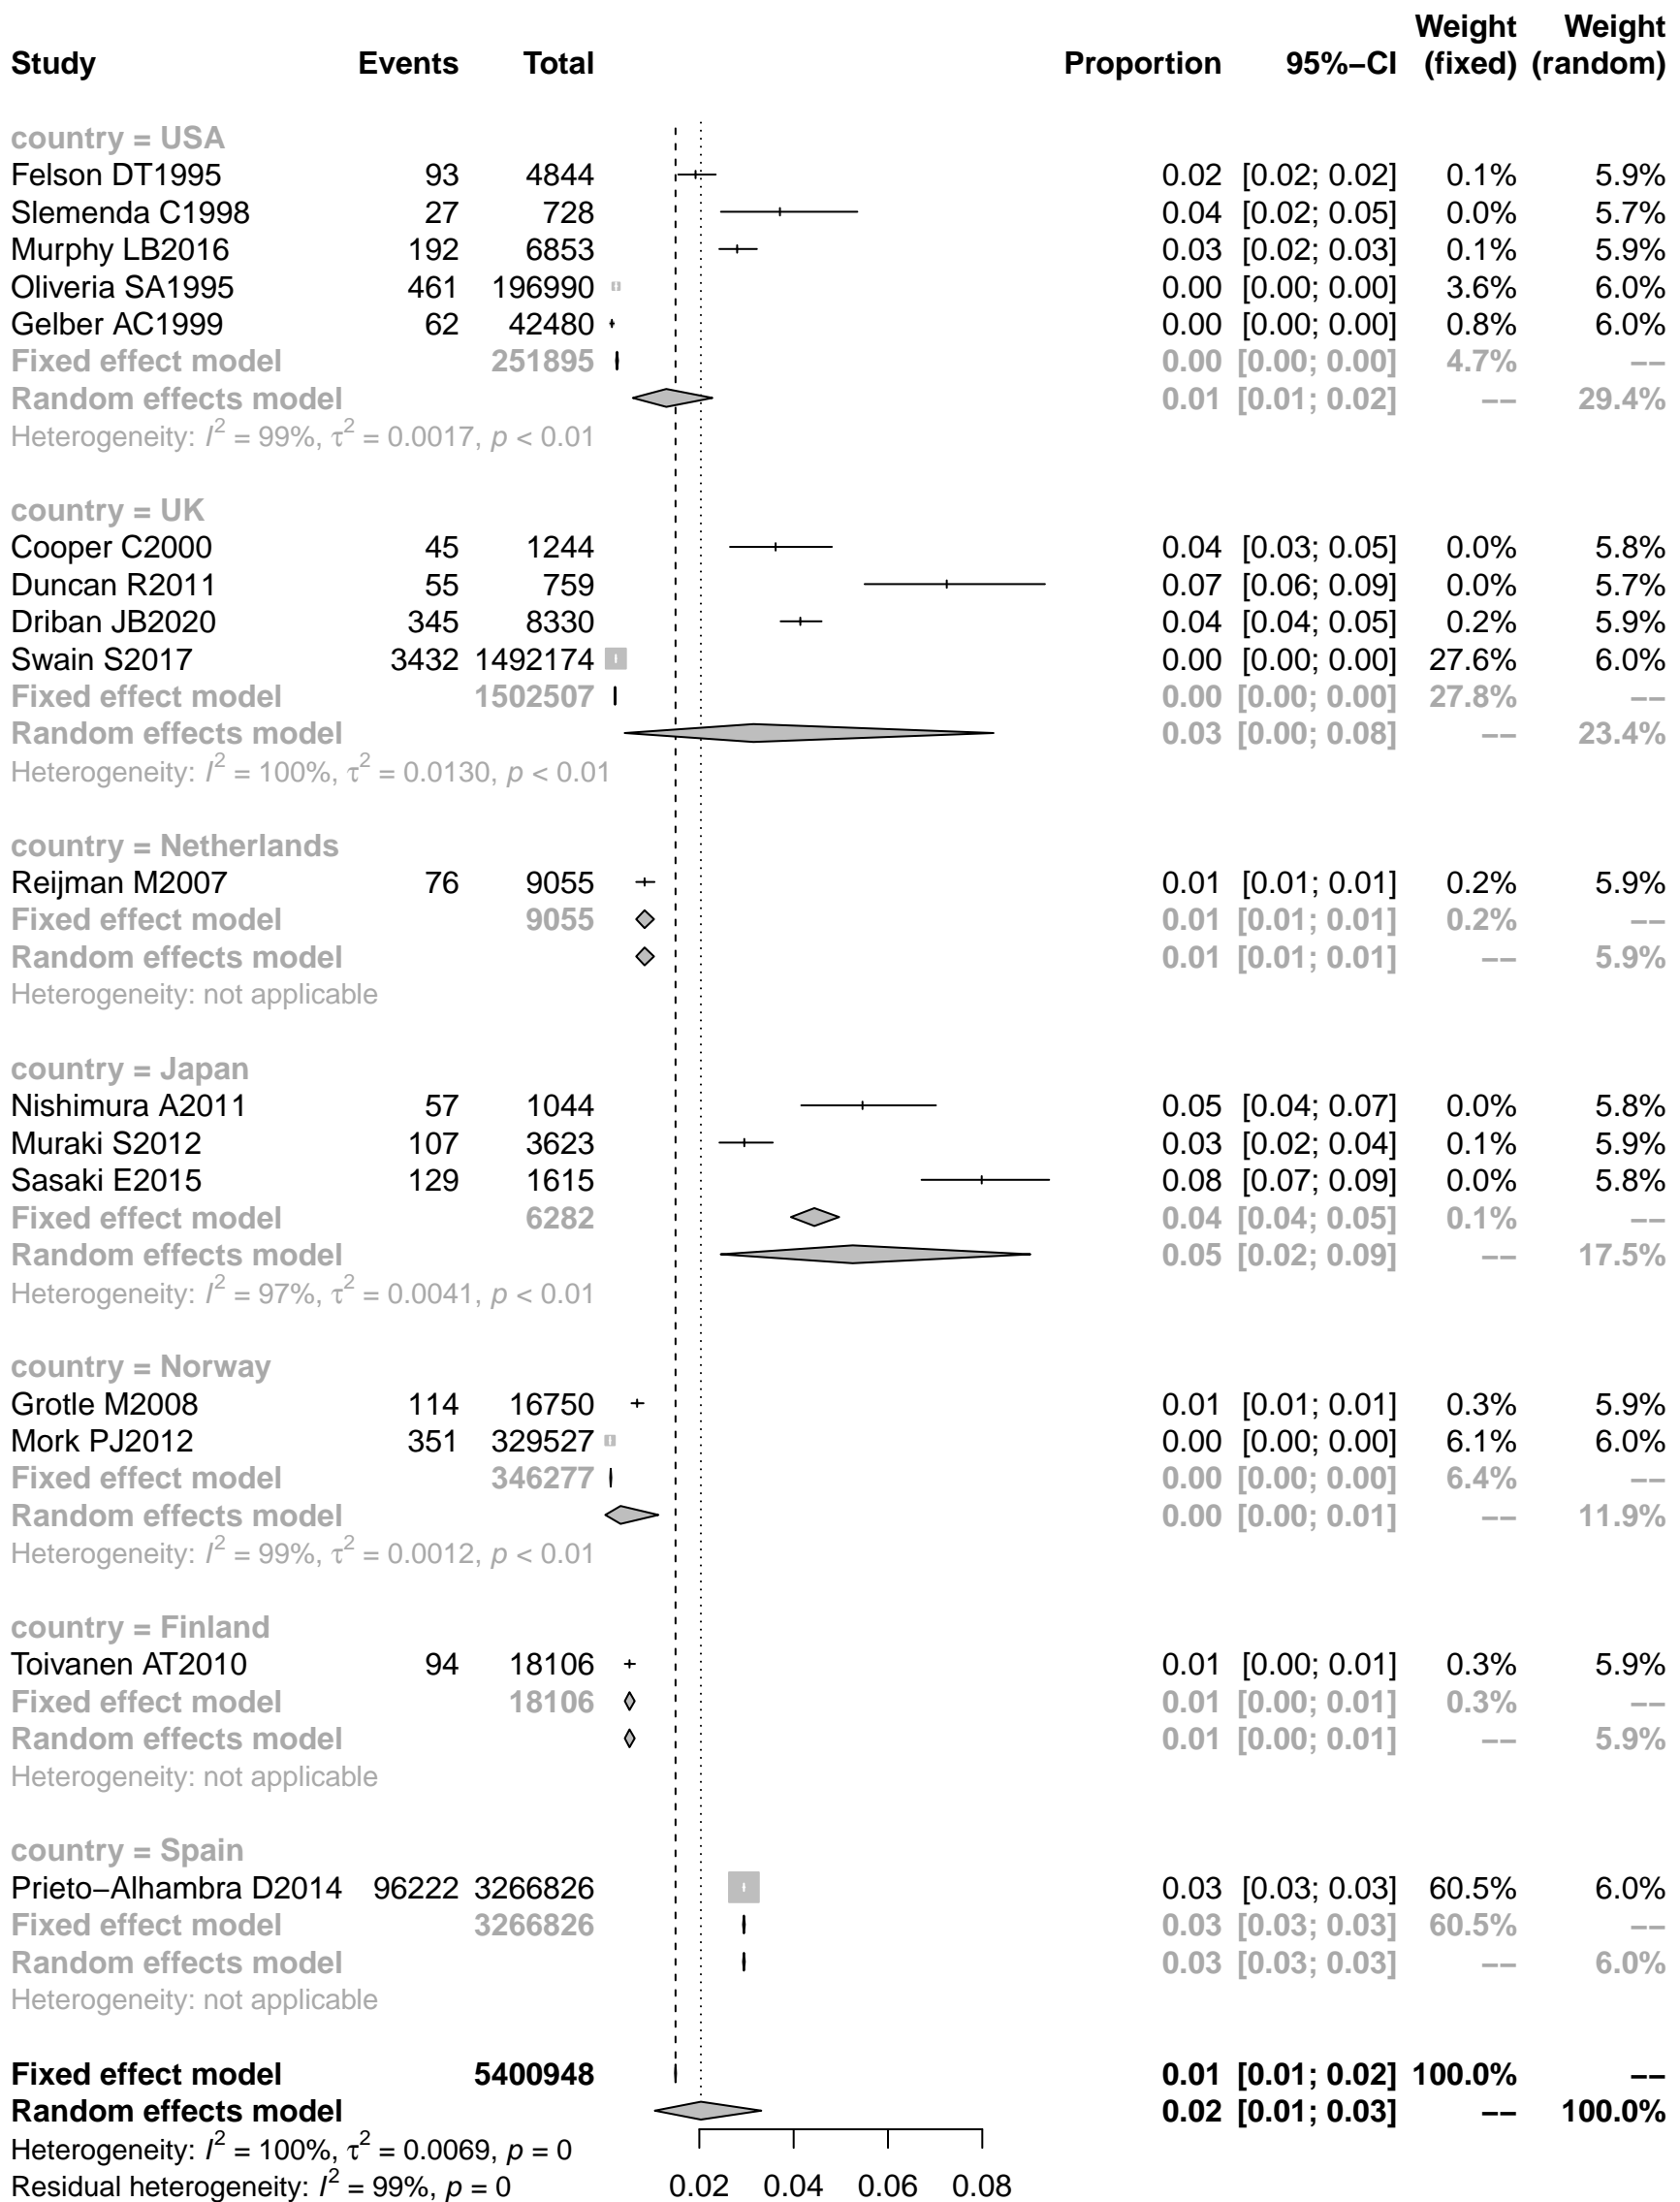 Weight Weight
Study Events Total Proportion 95%−CI (fixed) (random)
country = USA
Felson DT1995 93 4844 0.02 [0.02; 0.02] 0.1% 5.9%
Slemenda C1998 27 728 0.04 [0.02; 0.05] 0.0% 5.7%
Murphy LB2016 192 6853 0.03 [0.02; 0.03] 0.1% 5.9%
Oliveria SA1995 461 196990 0.00 [0.00; 0.00] 3.6% 6.0%
Gelber AC1999 62 42480 0.00 [0.00; 0.00] 0.8% 6.0%
Fixed effect model 251895 0.00 [0.00; 0.00] 4.7% −−
Random effects model 0.01 [0.01; 0.02] −− 29.4%
Heterogeneity: I² = 99%, τ² = 0.0017, p < 0.01
country = UK
Cooper C2000 45 1244 0.04 [0.03; 0.05] 0.0% 5.8%
Duncan R2011 55 759 0.07 [0.06; 0.09] 0.0% 5.7%
Driban JB2020 345 8330 0.04 [0.04; 0.05] 0.2% 5.9%
Swain S2017 3432 1492174 0.00 [0.00; 0.00] 27.6% 6.0%
Fixed effect model 1502507 0.00 [0.00; 0.00] 27.8% −−
Random effects model 0.03 [0.00; 0.08] −− 23.4%
Heterogeneity: I² = 100%, τ² = 0.0130, p < 0.01
country = Netherlands
Reijman M2007 76 9055 0.01 [0.01; 0.01] 0.2% 5.9%
Fixed effect model 9055 0.01 [0.01; 0.01] 0.2% −−
Random effects model 0.01 [0.01; 0.01] −− 5.9%
Heterogeneity: not applicable
country = Japan
Nishimura A2011 57 1044 0.05 [0.04; 0.07] 0.0% 5.8%
Muraki S2012 107 3623 0.03 [0.02; 0.04] 0.1% 5.9%
Sasaki E2015 129 1615 0.08 [0.07; 0.09] 0.0% 5.8%
Fixed effect model 6282 0.04 [0.04; 0.05] 0.1% −−
Random effects model 0.05 [0.02; 0.09] −− 17.5%
Heterogeneity: I² = 97%, τ² = 0.0041, p < 0.01
country = Norway
Grotle M2008 114 16750 0.01 [0.01; 0.01] 0.3% 5.9%
Mork PJ2012 351 329527 0.00 [0.00; 0.00] 6.1% 6.0%
Fixed effect model 346277 0.00 [0.00; 0.00] 6.4% −−
Random effects model 0.00 [0.00; 0.01] −− 11.9%
Heterogeneity: I² = 99%, τ² = 0.0012, p < 0.01
country = Finland
Toivanen AT2010 94 18106 0.01 [0.00; 0.01] 0.3% 5.9%
Fixed effect model 18106 0.01 [0.00; 0.01] 0.3% −−
Random effects model 0.01 [0.00; 0.01] −− 5.9%
Heterogeneity: not applicable
country = Spain
Prieto−Alhambra D2014 96222 3266826 0.03 [0.03; 0.03] 60.5% 6.0%
Fixed effect model 3266826 0.03 [0.03; 0.03] 60.5% −−
Random effects model 0.03 [0.03; 0.03] −− 6.0%
Heterogeneity: not applicable
Fixed effect model 5400948 0.01 [0.01; 0.02] 100.0% −−
Random effects model 0.02 [0.01; 0.03] −− 100.0%
Heterogeneity: I² = 100%, τ² = 0.0069, p = 0
Residual heterogeneity: I² = 99%, p = 0 0.02 0.04 0.06 0.08